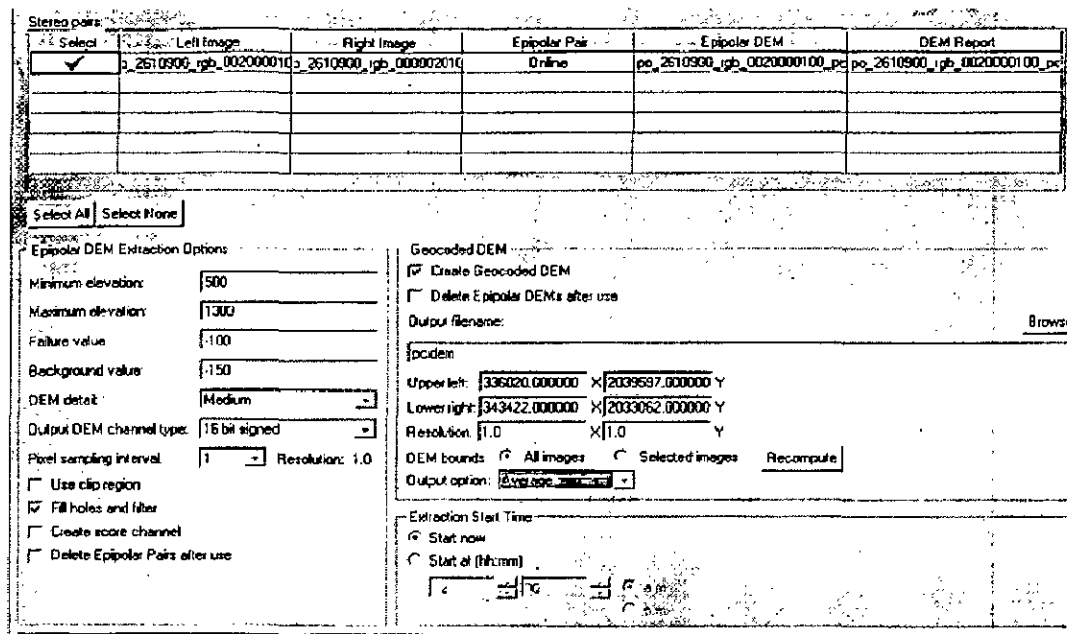 Stereo pairs:
Select Left Image Right Image Epipolar Pair Epipolar DEM DEM Report
o_2610900_rgb_00200001C o_2610900_rgb_000002010 Online po_2610900_rgb_0020000100_pc po_2610900_rgb_0020000100_pc
Select All Select None
Epipolar DEM Extraction Options
Minimum elevation: 500
Maximum elevation: 1300
Failure value -100
Background value: -150
DEM detail: Medium
Output DEM channel type: 16 bit signed
Pixel sampling interval: 1 Resolution: 1.0
Use clip region
Fill holes and filter
Create score channel
Delete Epipolar Pairs after use
Geocoded DEM
Create Geocoded DEM
Delete Epipolar DEMs after use
Output filename: Browse
pcidem
Upper left: 336020.000000 X 2039597.000000 Y
Lower right: 343422.000000 X 2033062.000000 Y
Resolution: 1.0 X 1.0 Y
DEM bounds All images Selected images Recompute
Output option: Average
Extraction Start Time
Start now
Start at (hh:mm)